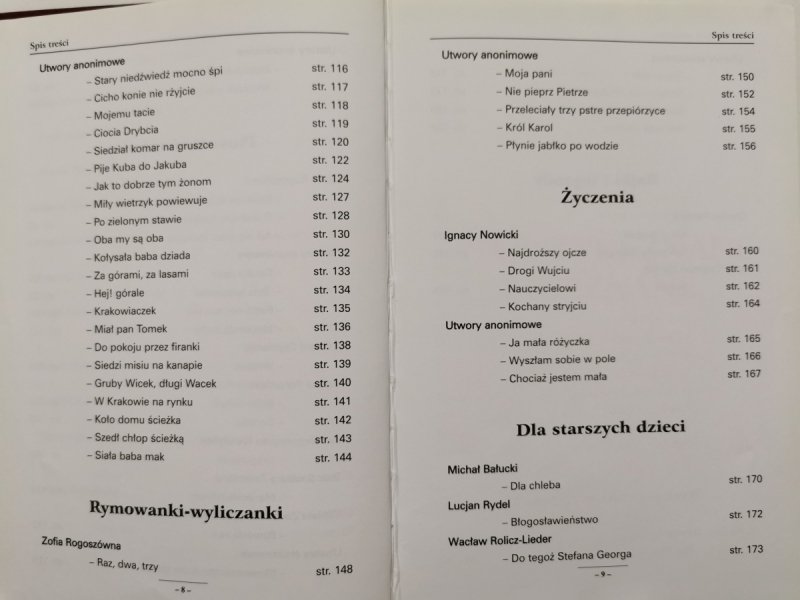 Spis treści
Utwory anonimowe
– Stary niedźwiedź mocno śpi str. 116
– Cicho konie nie rżyjcie str. 117
– Mojemu tacie str. 118
– Ciocia Drybcia str. 119
– Siedział komar na gruszce str. 120
– Pije Kuba do Jakuba str. 122
– Jak to dobrze tym żonom str. 124
– Miły wietrzyk powiewuje str. 127
– Po zielonym stawie str. 128
– Oba my są oba str. 130
– Kołysała baba dziada str. 132
– Za górami, za lasami str. 133
– Hej! górale str. 134
– Krakowiaczek str. 135
– Miał pan Tomek str. 136
– Do pokoju przez firanki str. 138
– Siedzi misiu na kanapie str. 139
– Gruby Wicek, długi Wacek str. 140
– W Krakowie na rynku str. 141
– Koło domu ścieżka str. 142
– Szedł chłop ścieżką str. 143
– Siała baba mak str. 144
Rymowanki-wyliczanki
Zofia Rogoszówna
– Raz, dwa, trzy str. 148
– 8 –
Spis treści
Utwory anonimowe
– Moja pani str. 150
– Nie pieprz Pietrze str. 152
– Przeleciały trzy pstre przepiórzyce str. 154
– Król Karol str. 155
– Płynie jabłko po wodzie str. 156
Życzenia
Ignacy Nowicki
– Najdroższy ojcze str. 160
– Drogi Wujciu str. 161
– Nauczycielowi str. 162
– Kochany stryjciu str. 164
Utwory anonimowe
– Ja mała różyczka str. 165
– Wyszłam sobie w pole str. 166
– Chociaż jestem mała str. 167
Dla starszych dzieci
Michał Bałucki
– Dla chleba str. 170
Lucjan Rydel
– Błogosławieństwo str. 172
Wacław Rolicz-Lieder
– Do tegoż Stefana Georga str. 173
– 9 –